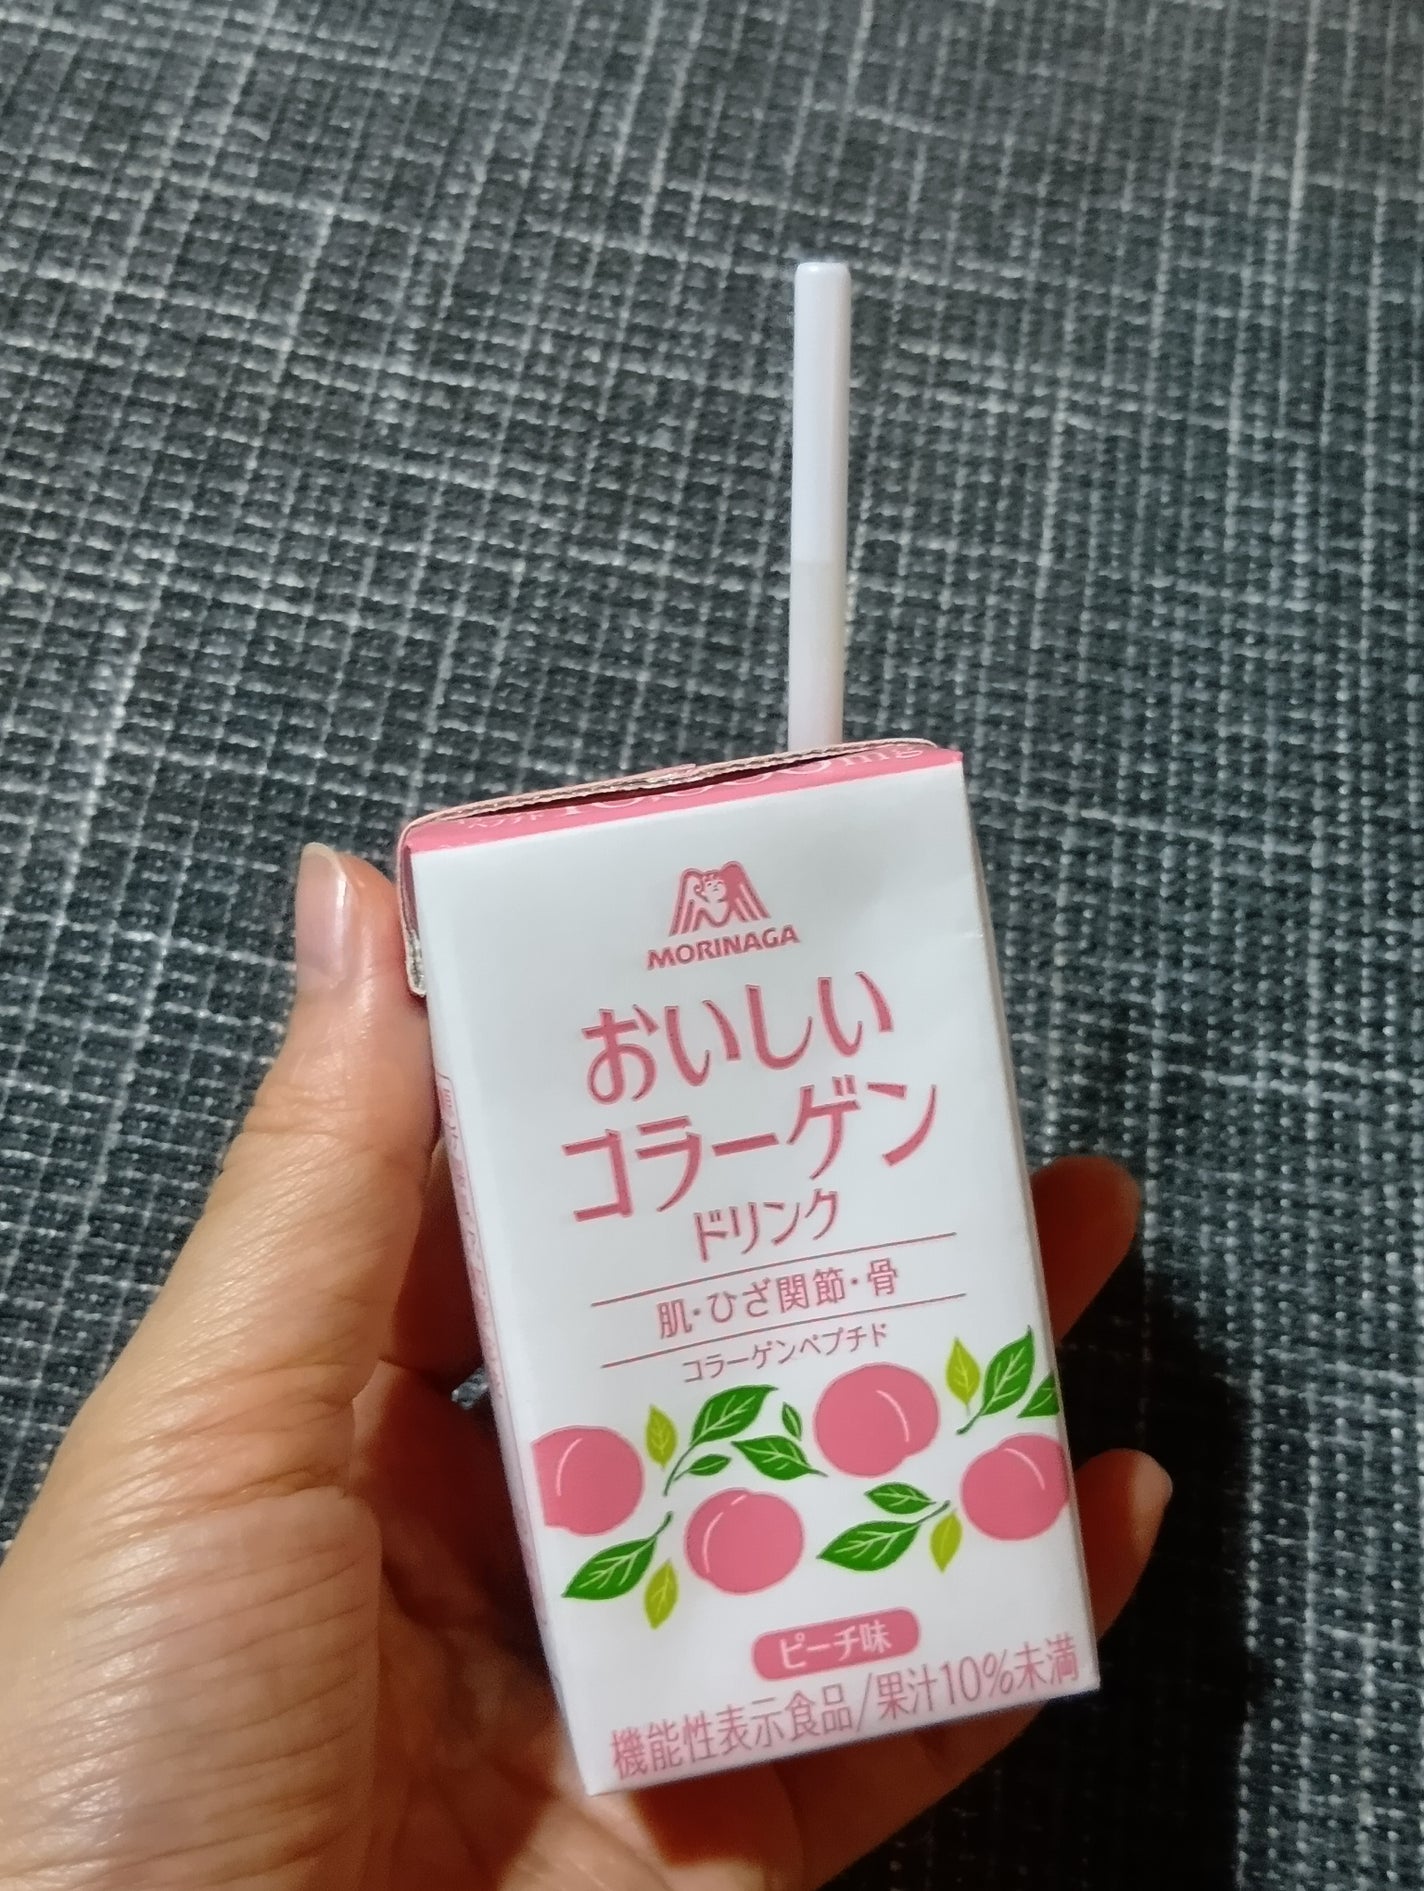 MORINAGA
おいしい
コラーゲン
ドリンク
肌・ひざ関節・骨
コラーゲンペプチド
ピーチ味
機能性表示食品/果汁10%未満